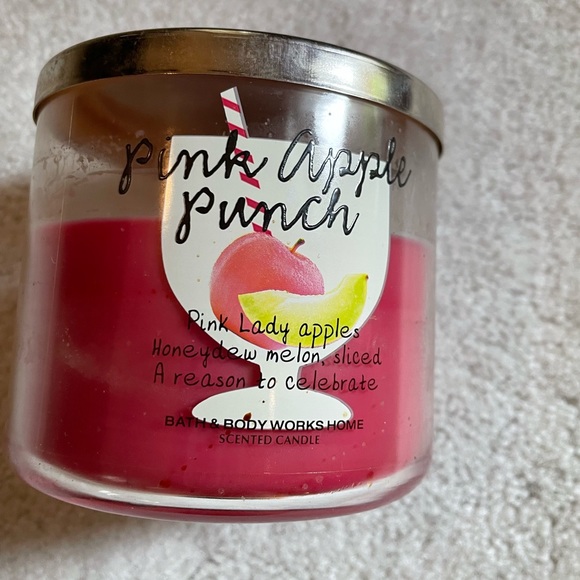 Pink Apple
Punch
Pink Lady apples
Honeydew melon, sliced
A reason to celebrate
BATH & BODY WORKS HOME
SCENTED CANDLE